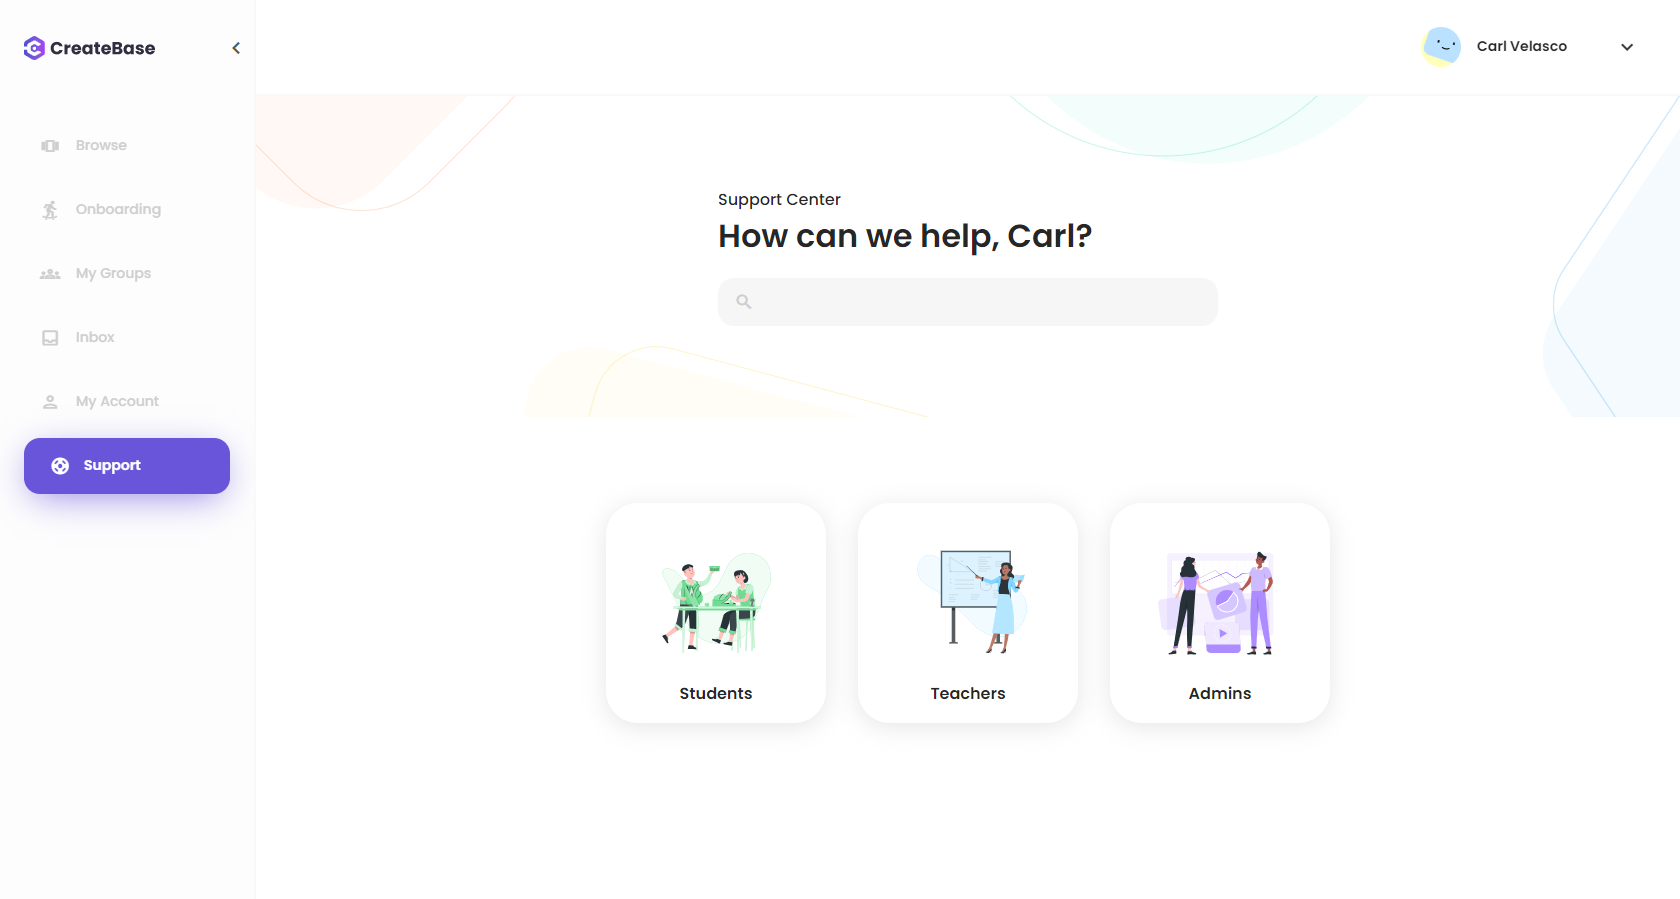 CreateBase
Carl Velasco
Browse
Onboarding
My Groups
Inbox
My Account
Support
Support Center
How can we help, Carl?
Students
Teachers
Admins